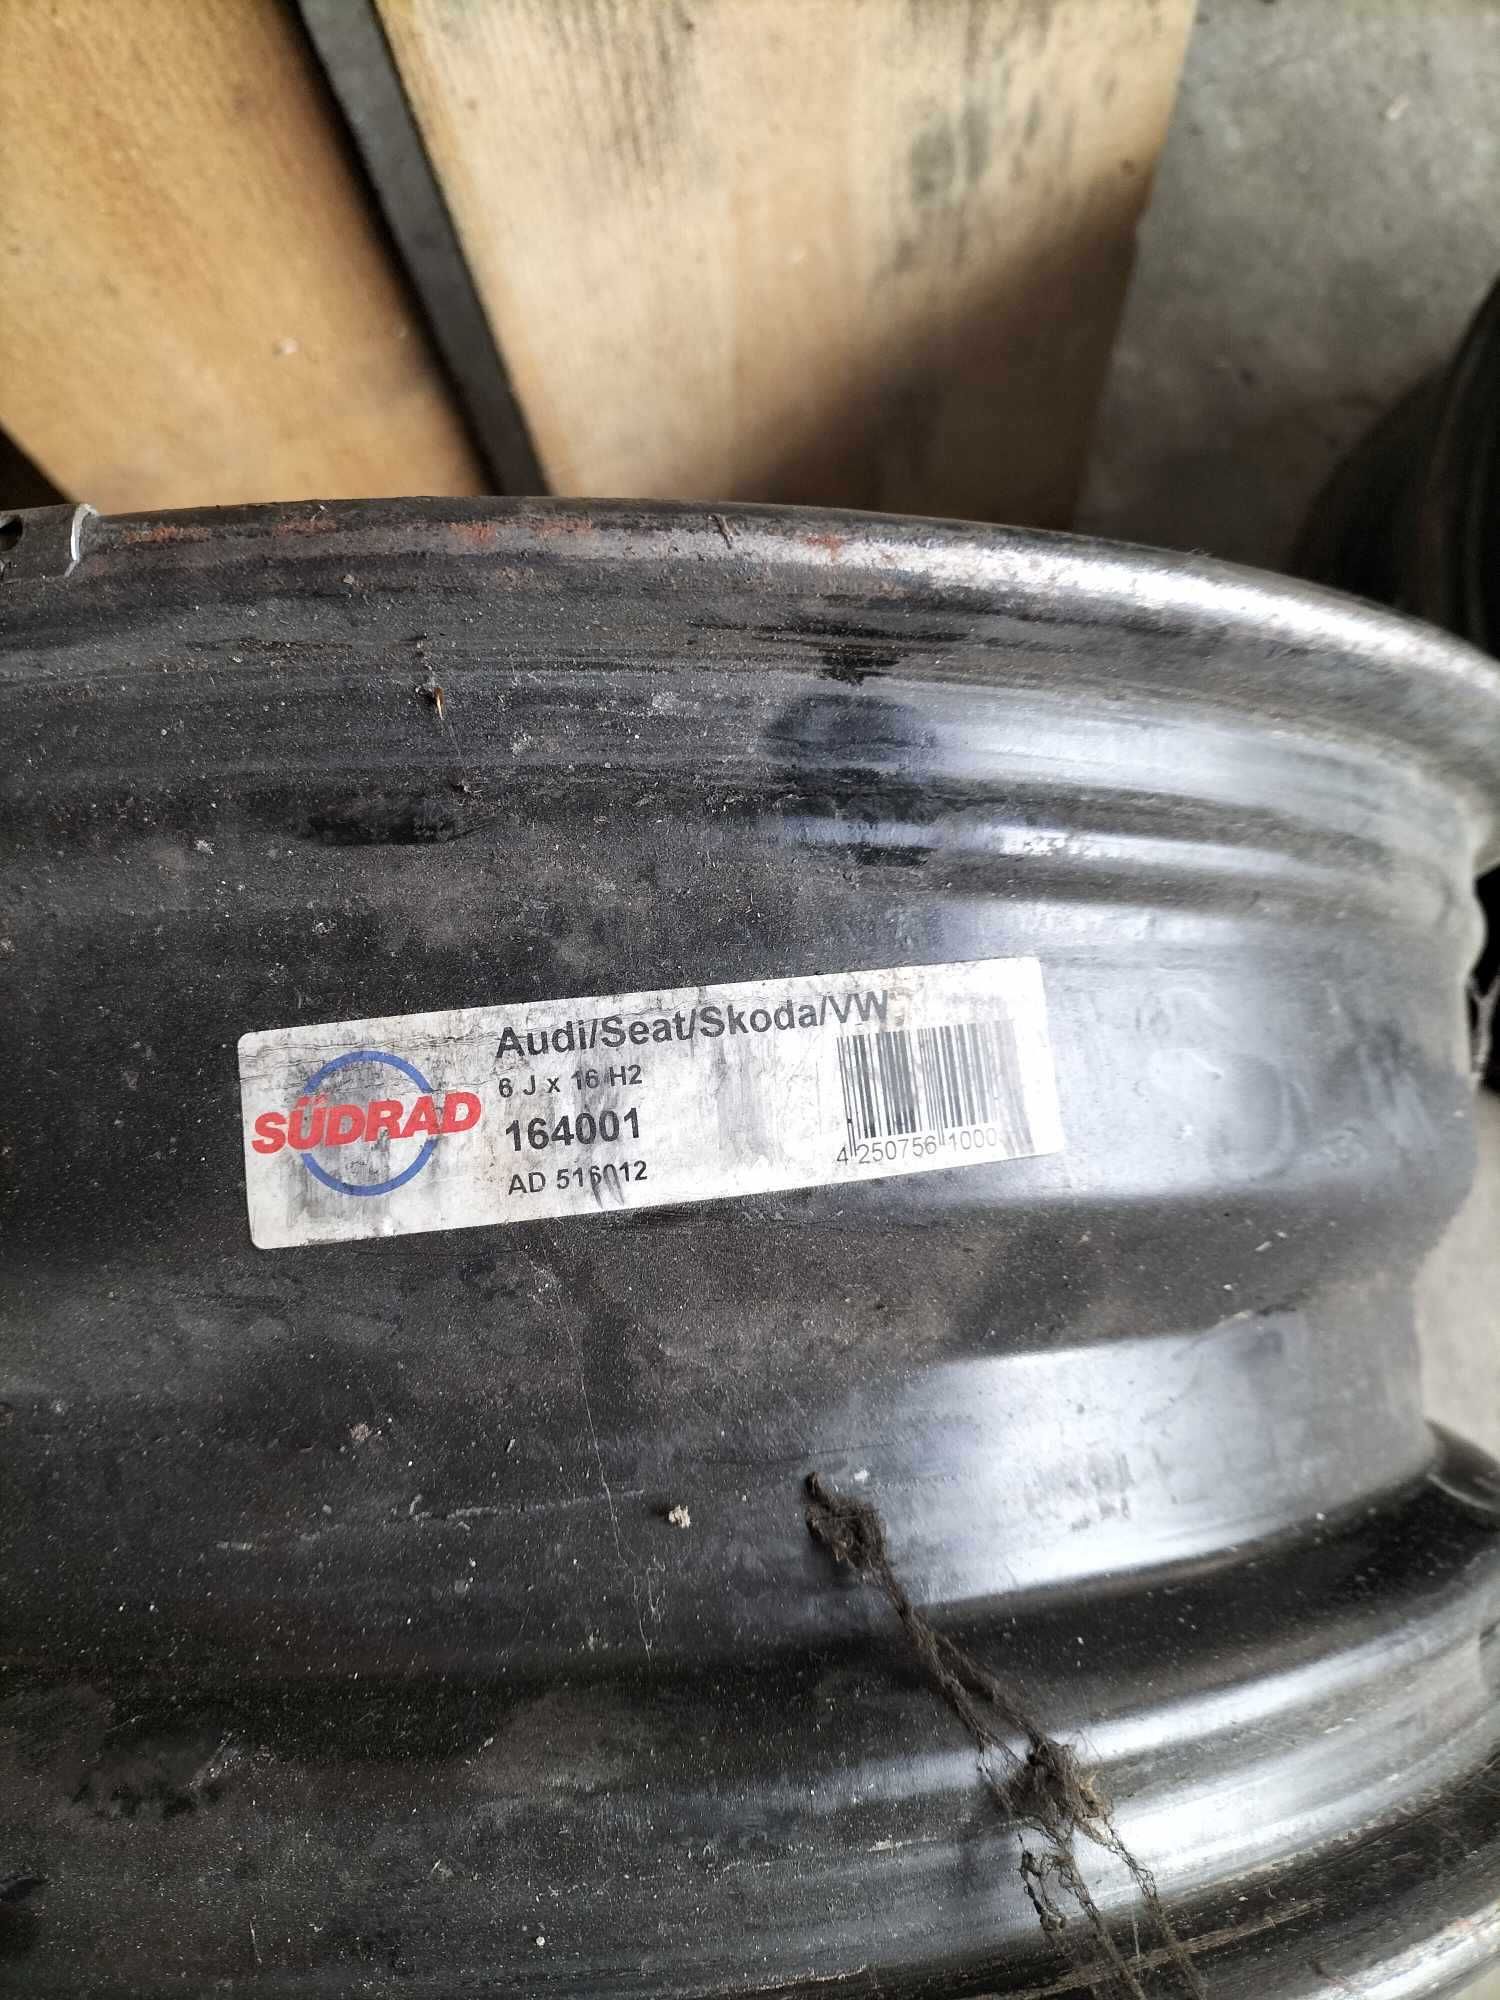 SÜDRAD
Audi/Seat/Skoda/VW
6 J x 16 H2
164001
AD 516012
4 250756 1000